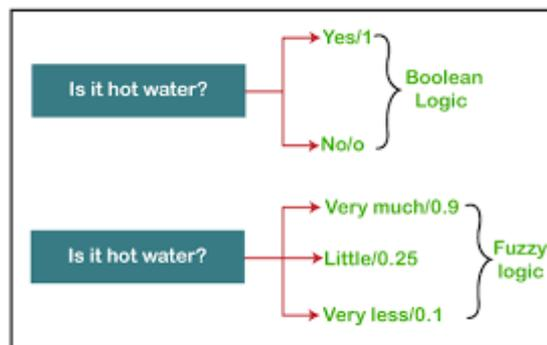 Is it hot water?
Yes/1
No/o
Boolean
Logic
Is it hot water?
Very much/0.9
Little/0.25
Very less/0.1
Fuzzy
logic